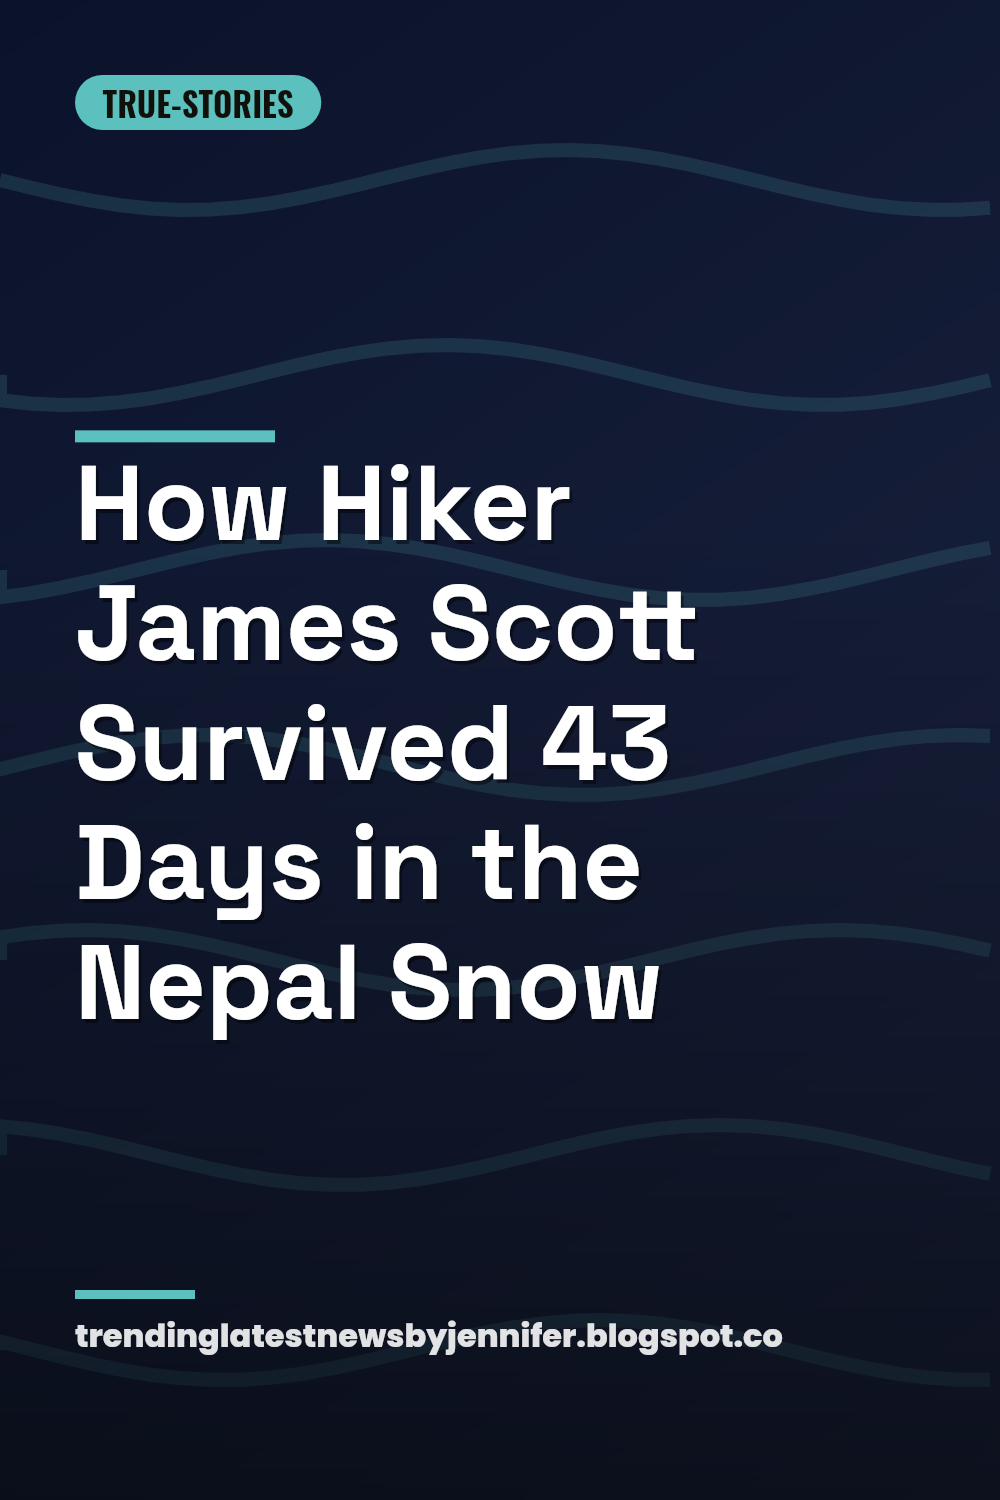 TRUE-STORIES
How Hiker
James Scott
Survived 43
Days in the
Nepal Snow
trendinglatestnewsbyjennifer.blogspot.co